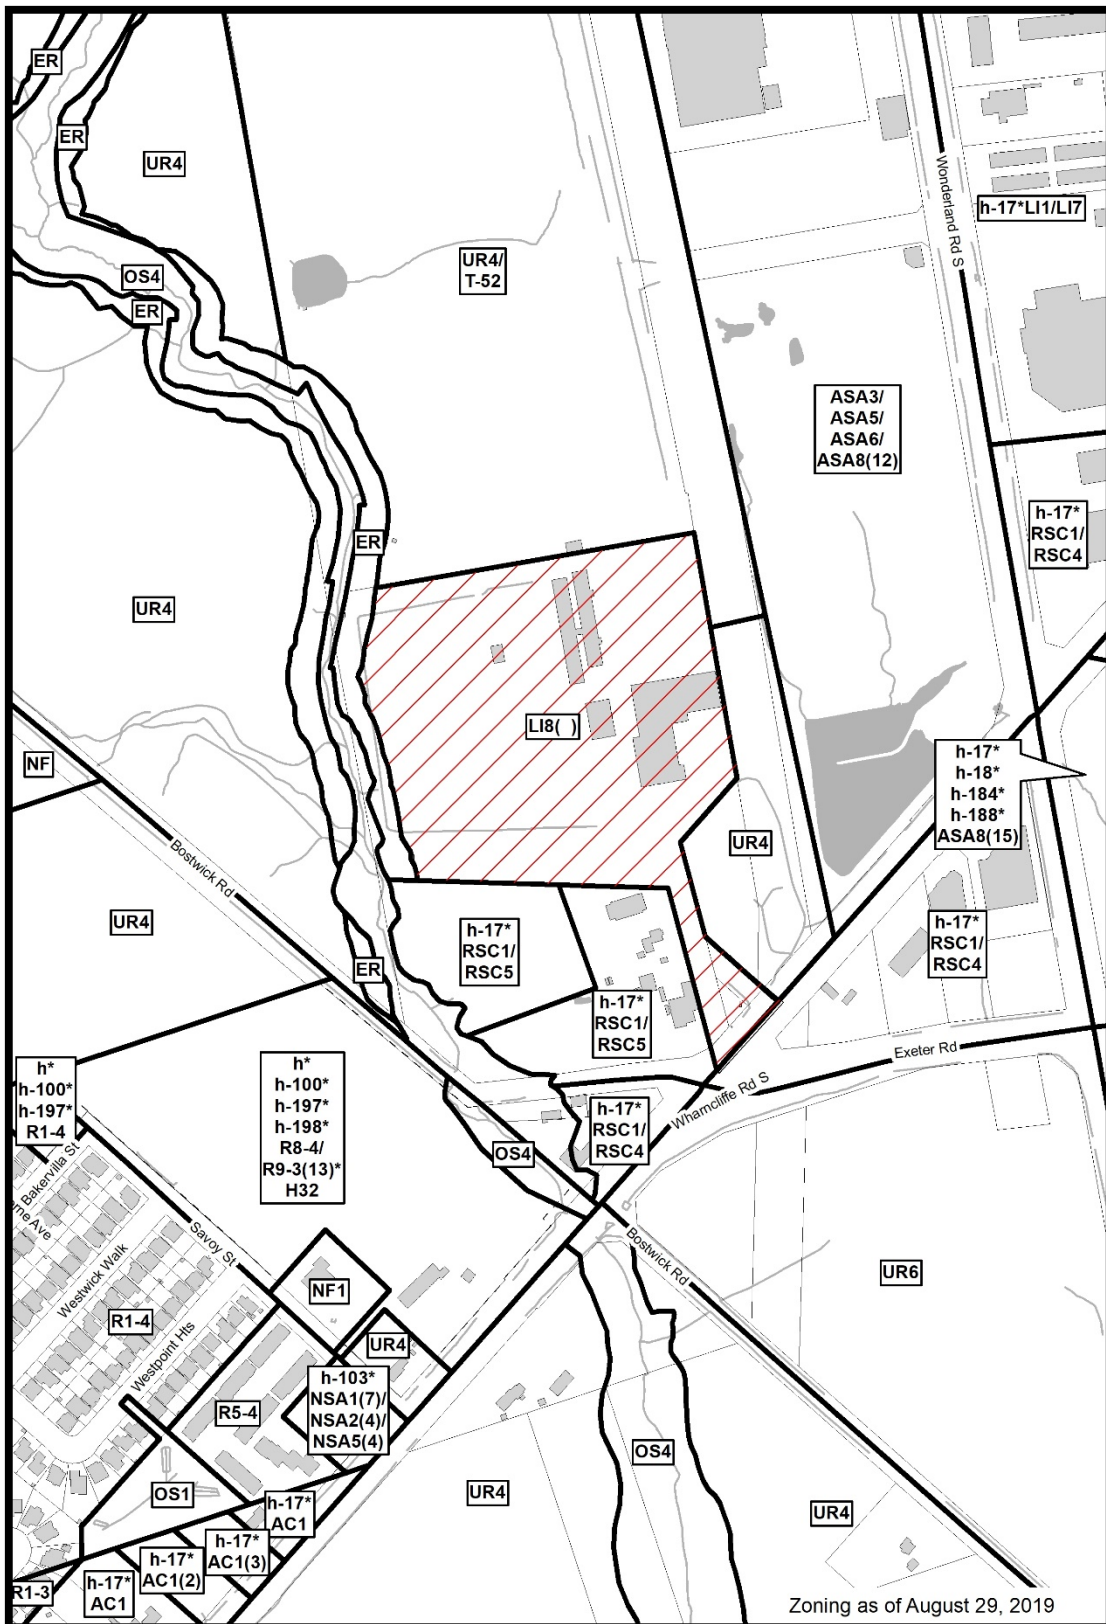 ER
ER
UR4
Wonderland Rd S
h-17*LI1/LI7
OS4
ER
UR4/
T-52
ASA3/
ASA5/
ASA6/
ASA8(12)
h-17*
RSC1/
RSC4
ER
UR4
LI8( )
NF
h-17*
h-18*
h-184*
h-188*
ASA8(15)
Bostwick Rd
UR4
UR4
h-17*
RSC1/
RSC5
h-17*
RSC1/
RSC4
ER
h-17*
RSC1/
RSC5
Exeter Rd
h*
h-100*
h-197*
R1-4
h*
h-100*
h-197*
h-198*
R8-4/
R9-3(13)*
H32
h-17*
RSC1/
RSC4
Wharncliffe Rd S
OS4
Bakervilla St
erne Ave
Savoy St
Westwick Walk
Bostwick Rd
UR6
NF1
R1-4
UR4
Westpoint Hts
h-103*
NSA1(7)/
NSA2(4)/
NSA5(4)
R5-4
OS4
OS1
UR4
UR4
h-17*
AC1
h-17*
AC1(3)
h-17*
AC1(2)
h-17*
AC1
R1-3
Zoning as of August 29, 2019